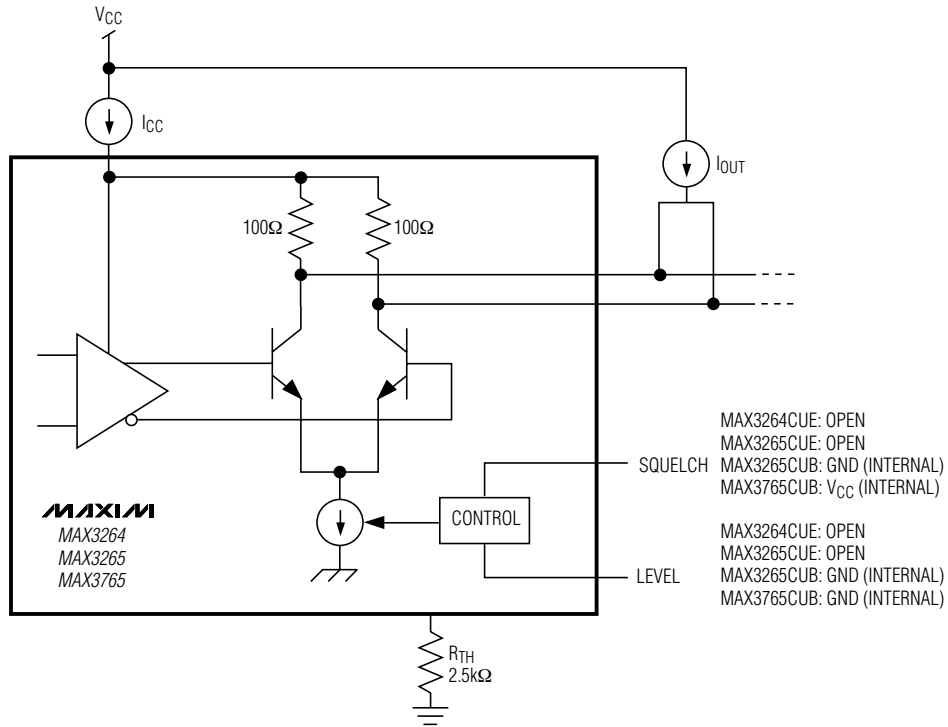 VCC
ICC
IOUT
100Ω 100Ω
MAX3264CUE: OPEN
MAX3265CUE: OPEN
SQUELCH MAX3265CUB: GND (INTERNAL)
MAX3765CUB: VCC (INTERNAL)
CONTROL
MAXIM
MAX3264
MAX3265
MAX3765
MAX3264CUE: OPEN
MAX3265CUE: OPEN
LEVEL MAX3265CUB: GND (INTERNAL)
MAX3765CUB: GND (INTERNAL)
RTH
2.5kΩ